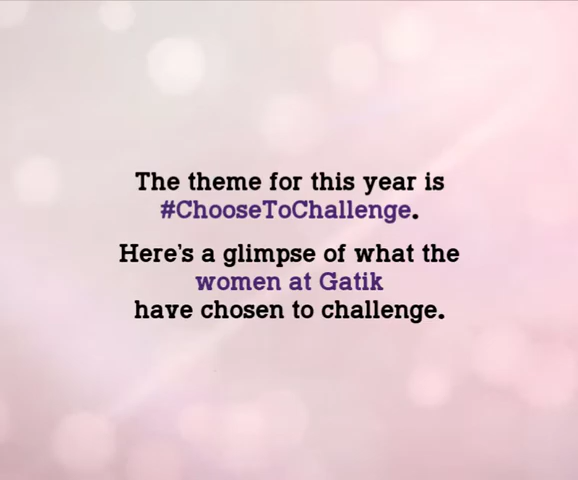 The theme for this year is
#ChooseToChallenge.
Here's a glimpse of what the
women at Gatik
have chosen to challenge.